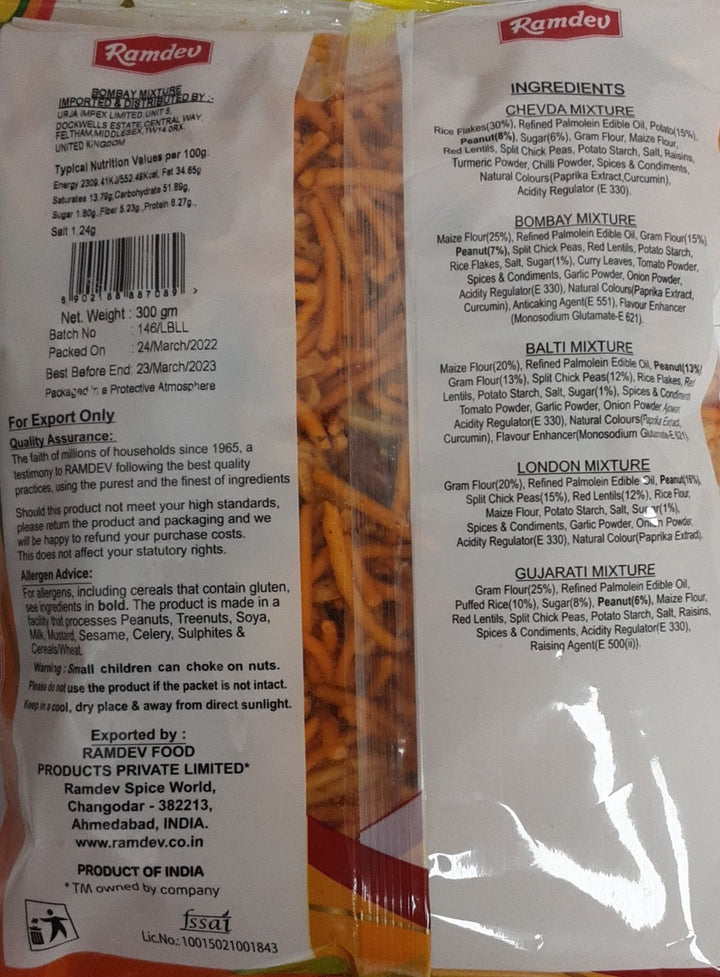 Ramdev
BOMBAY MIXTURE
IMPORTED & DISTRIBUTED BY :-
URJA IMPEX LIMITED.UNIT 8,
DOCKWELLS ESTATE,CENTRAL WAY,
FELTHAM,MIDDLESEX, TW14 0RX.
UNITED KINGDOM
Typical Nutrition Values per 100g:
Energy 2309.41KJ/552.49Kcal, Fat 34.65g
Saturates 13.79g,Carbohydrate 51.89g,
Sugar 1.80g ,Fiber 5.23g ,Protein 8.27g.,
Salt 1.24g
8 902188 887089 >
Net. Weight : 300 gm
Batch No : 146/LBLL
Packed On : 24/March/2022
Best Before End: 23/March/2023
Packaged in a Protective Atmosphere
For Export Only
Quality Assurance:
The faith of millions of households since 1965, a
testimony to RAMDEV following the best quality
practices, using the purest and the finest of ingredients
Should this product not meet your high standards,
please return the product and packaging and we
will be happy to refund your purchase costs.
This does not affect your statutory rights.
Allergen Advice:
For allergens, including cereals that contain gluten,
see ingredients in bold. The product is made in a
facility that processes Peanuts, Treenuts, Soya,
Milk, Mustard, Sesame, Celery, Sulphites &
Cereals/Wheat.
Warning : Small children can choke on nuts.
Please do not use the product if the packet is not intact.
Keep in a cool, dry place & away from direct sunlight.
Exported by :
RAMDEV FOOD
PRODUCTS PRIVATE LIMITED*
Ramdev Spice World,
Changodar - 382213,
Ahmedabad, INDIA.
www.ramdev.co.in
PRODUCT OF INDIA
*TM owned by company
fssai
Lic.No.: 10015021001843
Ramdev
INGREDIENTS
CHEVDA MIXTURE
Rice Flakes(30%), Refined Palmolein Edible Oil, Potato(15%),
Peanut(8%), Sugar(6%), Gram Flour, Maize Flour,
Red Lentils, Split Chick Peas, Potato Starch, Salt, Raisins,
Turmeric Powder, Chilli Powder, Spices & Condiments,
Natural Colours(Paprika Extract,Curcumin),
Acidity Regulator (E 330).
BOMBAY MIXTURE
Maize Flour(25%), Refined Palmolein Edible Oil, Gram Flour(15%)
Peanut(7%), Split Chick Peas, Red Lentils, Potato Starch,
Rice Flakes, Salt, Sugar(1%), Curry Leaves, Tomato Powder,
Spices & Condiments, Garlic Powder, Onion Powder,
Acidity Regulator(E 330), Natural Colours(Paprika Extract,
Curcumin), Anticaking Agent(E 551), Flavour Enhancer
(Monosodium Glutamate-E 621).
BALTI MIXTURE
Maize Flour(20%), Refined Palmolein Edible Oil, Peanut(13%)
Gram Flour(13%), Split Chick Peas(12%), Rice Flakes, Red
Lentils, Potato Starch, Salt, Sugar(1%), Spices & Condiments
Tomato Powder, Garlic Powder, Onion Powder, Ajowan
Acidity Regulator(E 330), Natural Colours(Paprika Extract,
Curcumin), Flavour Enhancer(Monosodium Glutamate-E 621).
LONDON MIXTURE
Gram Flour(20%), Refined Palmolein Edible Oil, Peanut(16%),
Split Chick Peas(15%), Red Lentils(12%), Rice Flour,
Maize Flour, Potato Starch, Salt, Sugar(1%),
Spices & Condiments, Garlic Powder, Onion Powder,
Acidity Regulator(E 330), Natural Colour(Paprika Extract).
GUJARATI MIXTURE
Gram Flour(25%), Refined Palmolein Edible Oil,
Puffed Rice(10%), Sugar(8%), Peanut(6%), Maize Flour,
Red Lentils, Split Chick Peas, Potato Starch, Salt, Raisins,
Spices & Condiments, Acidity Regulator(E 330),
Raising Agent(E 500(ii)).